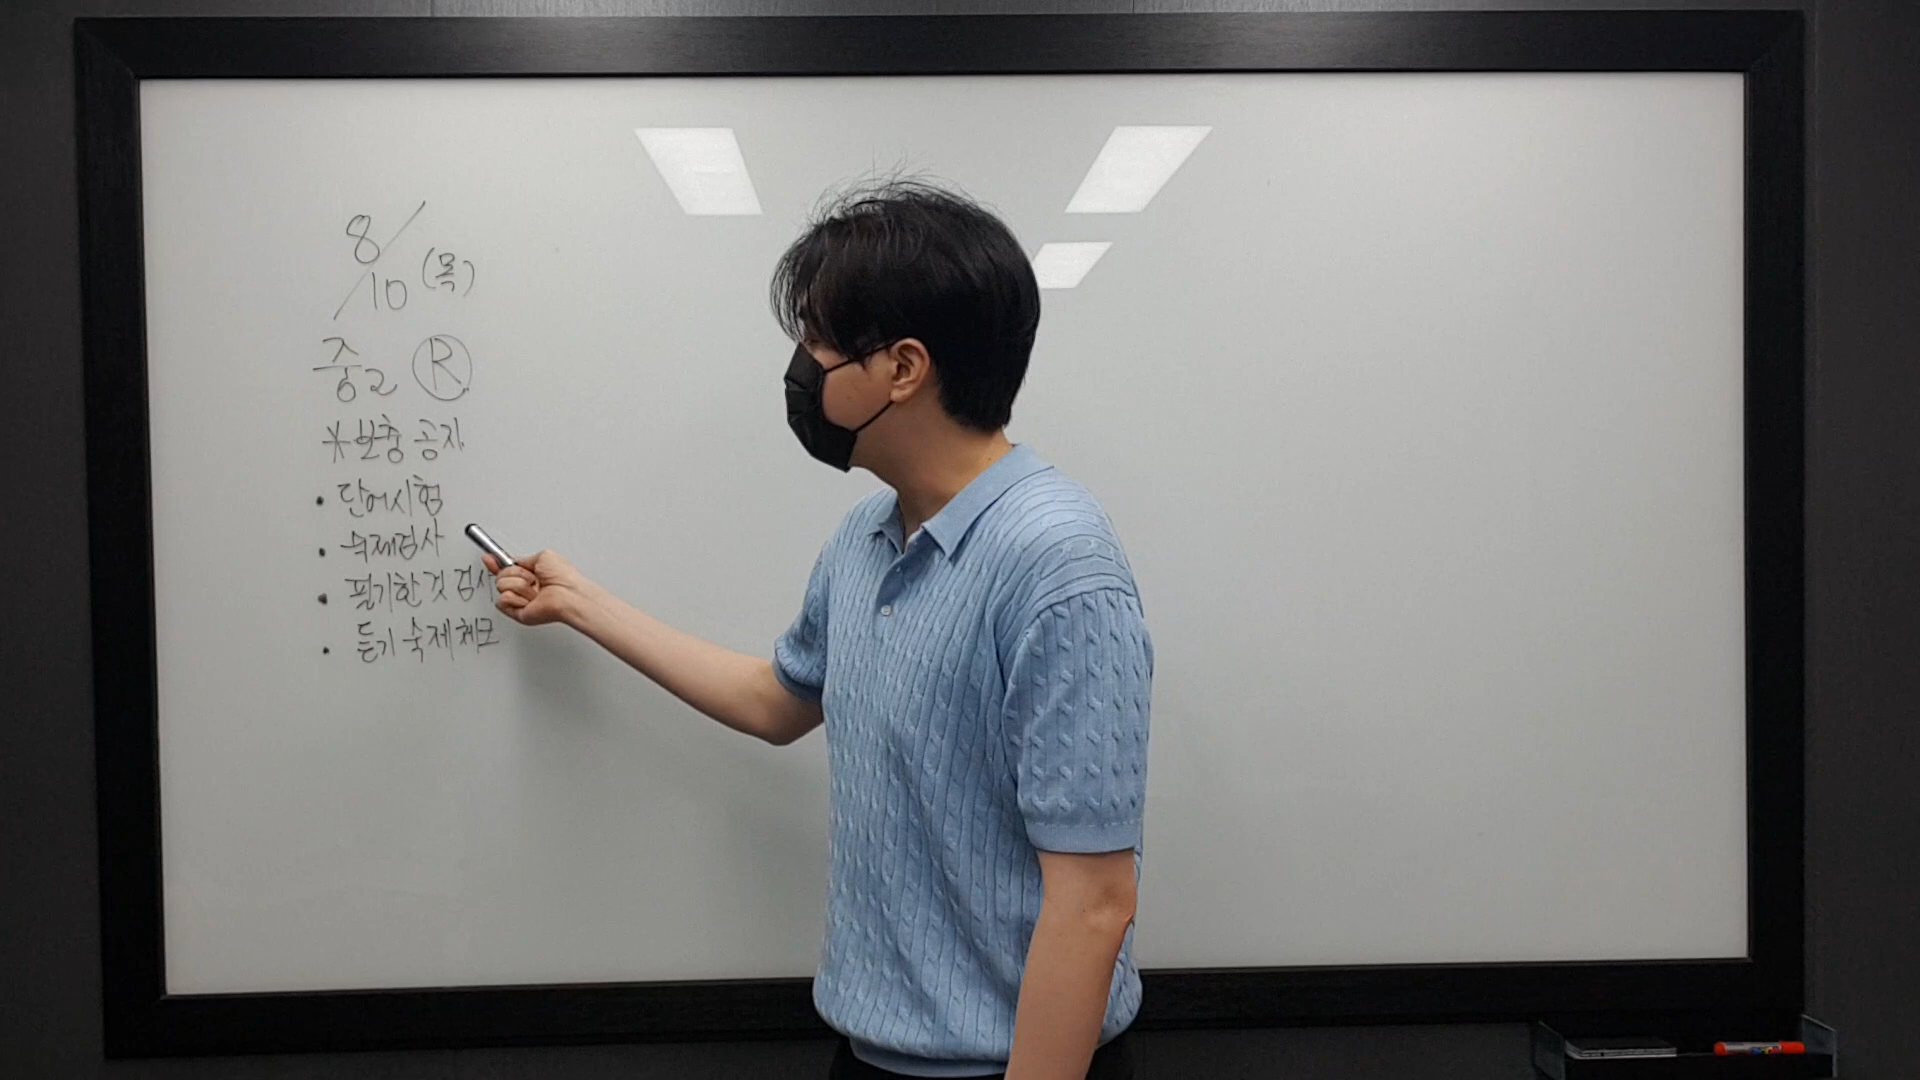 8/10 (목)
중2 Ⓡ
*보충 공지
• 단어시험
• 숙제검사
• 필기한 것 검사
• 듣기 숙제 체크